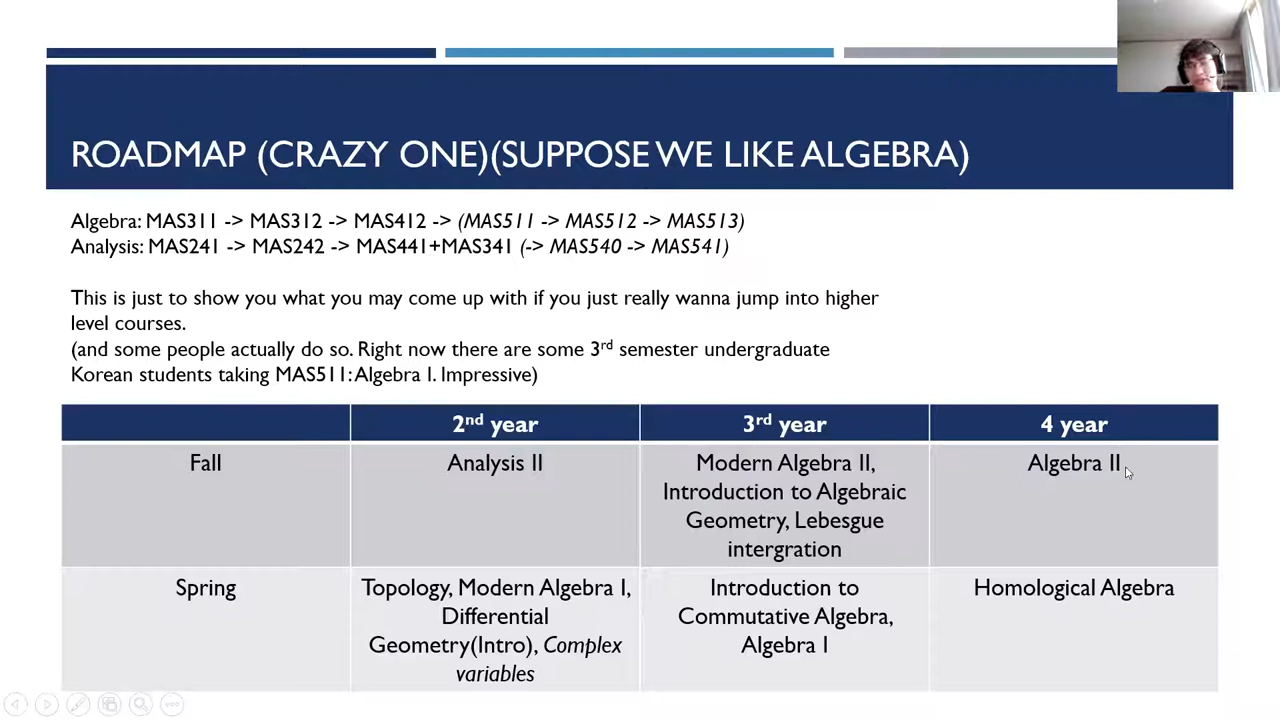 ROADMAP (CRAZY ONE)(SUPPOSE WE LIKE ALGEBRA)
Algebra: MAS311 -> MAS312 -> MAS412 -> (MAS511 -> MAS512 -> MAS513)
Analysis: MAS241 -> MAS242 -> MAS441+MAS341 (-> MAS540 -> MAS541)
This is just to show you what you may come up with if you just really wanna jump into higher
level courses.
(and some people actually do so. Right now there are some 3rd semester undergraduate
Korean students taking MAS511: Algebra I. Impressive)
2nd year
3rd year
4 year
Fall
Analysis II
Modern Algebra II,
Introduction to Algebraic
Geometry, Lebesgue
intergration
Algebra II
Spring
Topology, Modern Algebra I,
Differential
Geometry(Intro), Complex
variables
Introduction to
Commutative Algebra,
Algebra I
Homological Algebra